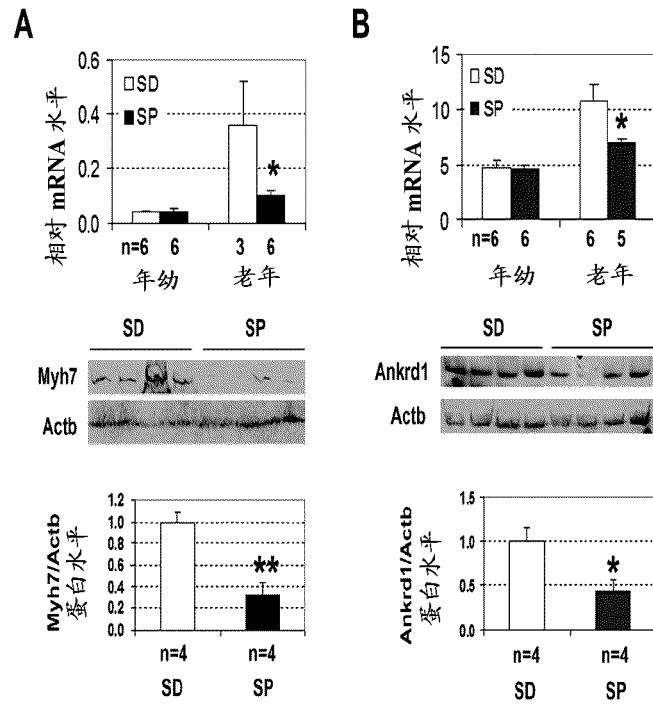 A
相对 mRNA 水平
0.6
0.4
0.2
0.0
SD
SP
*
n=6 6 3 6
年幼 老年
SD SP
Myh7
Actb
Myh7/Actb
蛋白水平
1.2
1.0
0.8
0.6
0.4
0.2
0.0
**
n=4 n=4
SD SP
B
相对 mRNA 水平
15
10
5
0
SD
SP
*
n=6 6 6 5
年幼 老年
SD SP
Ankrd1
Actb
Ankrd1/Actb
蛋白水平
1.5
1.0
0.5
0.0
*
n=4 n=4
SD SP